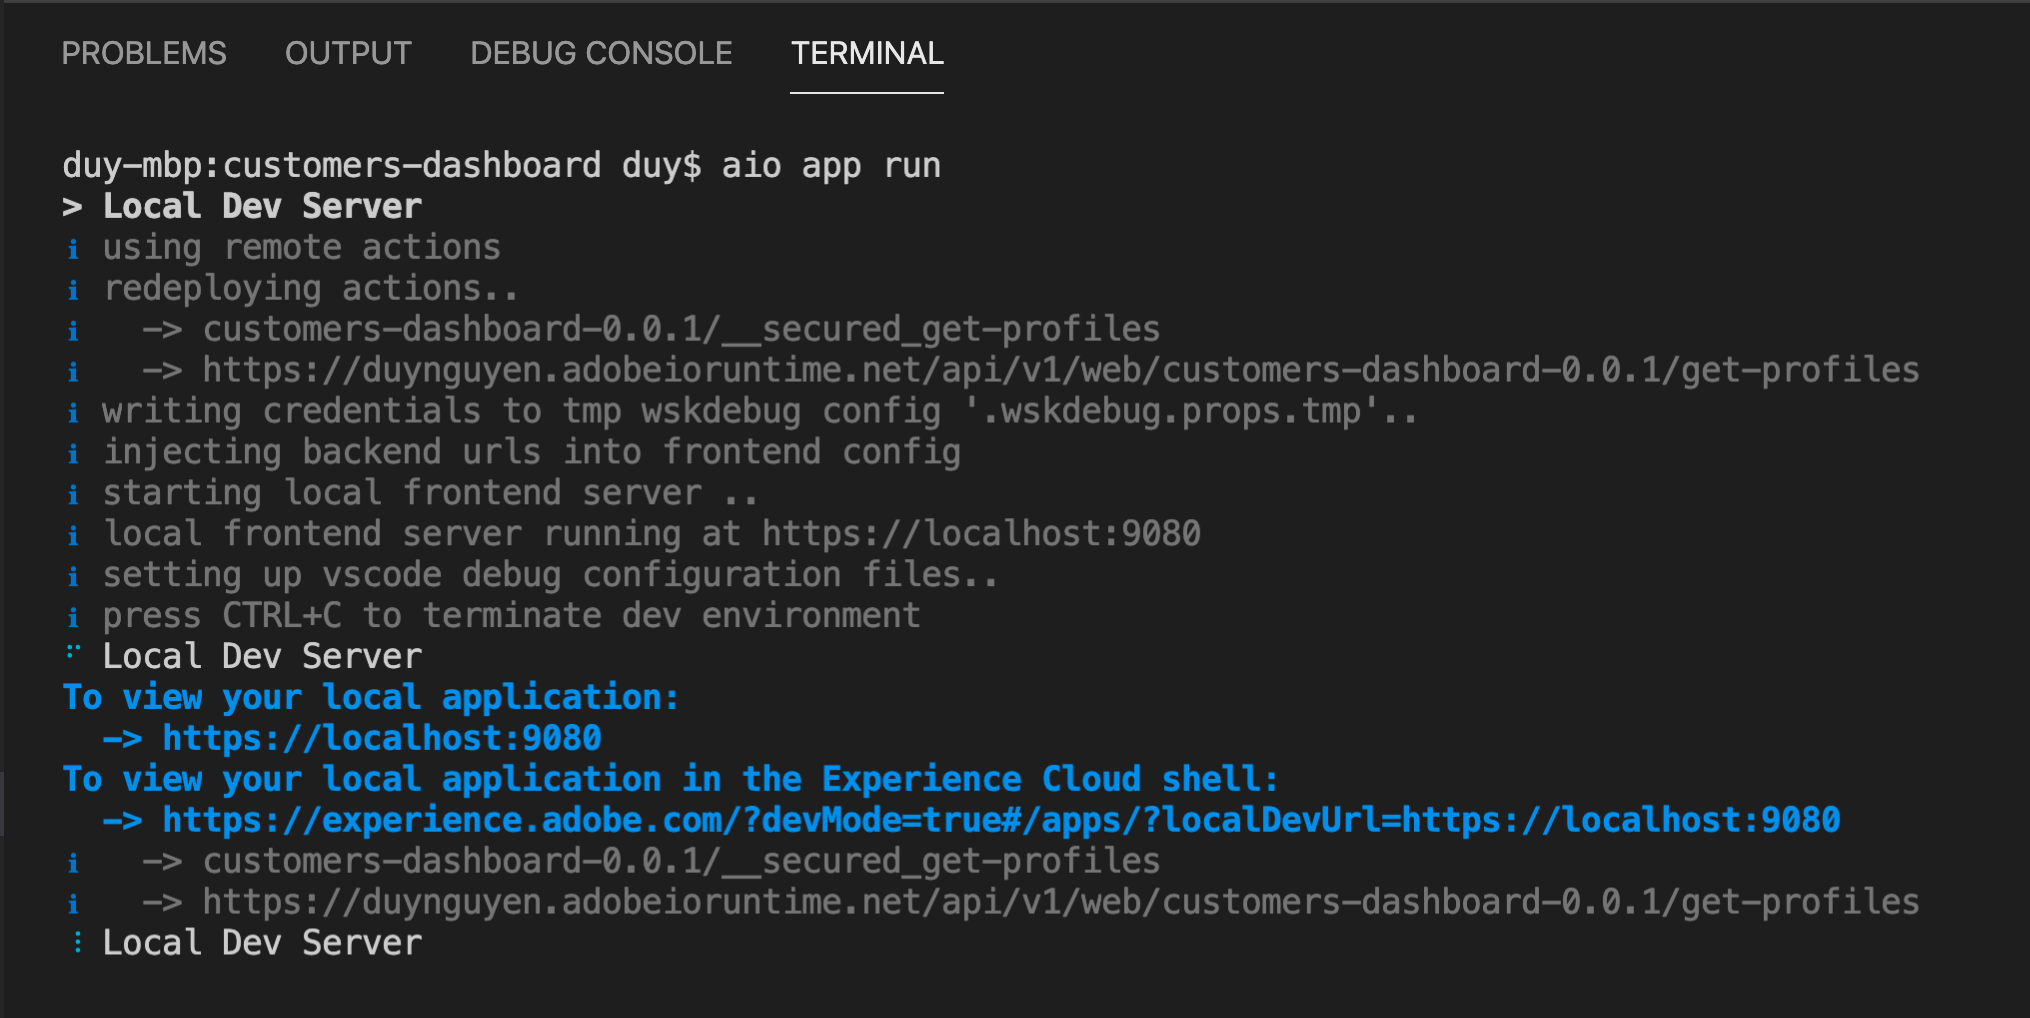 PROBLEMS OUTPUT DEBUG CONSOLE TERMINAL
duy-mbp:customers-dashboard duy$ aio app run
> Local Dev Server
ℹ using remote actions
ℹ redeploying actions..
ℹ   -> customers-dashboard-0.0.1/__secured_get-profiles
ℹ   -> https://duynguyen.adobeioruntime.net/api/v1/web/customers-dashboard-0.0.1/get-profiles
ℹ writing credentials to tmp wskdebug config '.wskdebug.props.tmp'..
ℹ injecting backend urls into frontend config
ℹ starting local frontend server ..
ℹ local frontend server running at https://localhost:9080
ℹ setting up vscode debug configuration files..
ℹ press CTRL+C to terminate dev environment
⠋ Local Dev Server
To view your local application:
  -> https://localhost:9080
To view your local application in the Experience Cloud shell:
  -> https://experience.adobe.com/?devMode=true#/apps/?localDevUrl=https://localhost:9080
ℹ   -> customers-dashboard-0.0.1/__secured_get-profiles
ℹ   -> https://duynguyen.adobeioruntime.net/api/v1/web/customers-dashboard-0.0.1/get-profiles
⠸ Local Dev Server